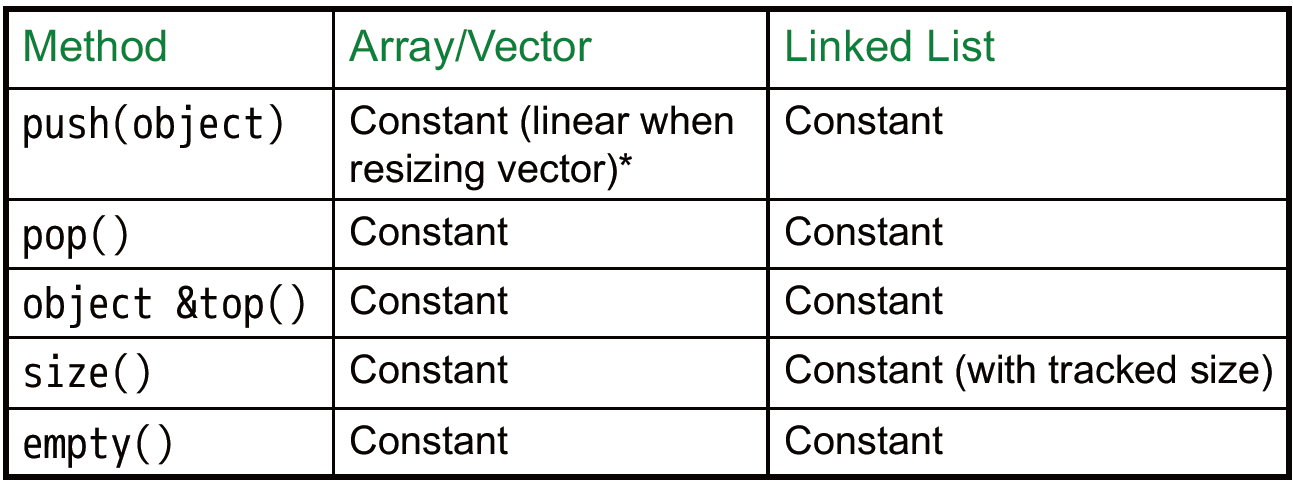 Method Array/Vector Linked List
push(object) Constant (linear when Constant
resizing vector)*
pop() Constant Constant
object &top() Constant Constant
size() Constant Constant (with tracked size)
empty() Constant Constant